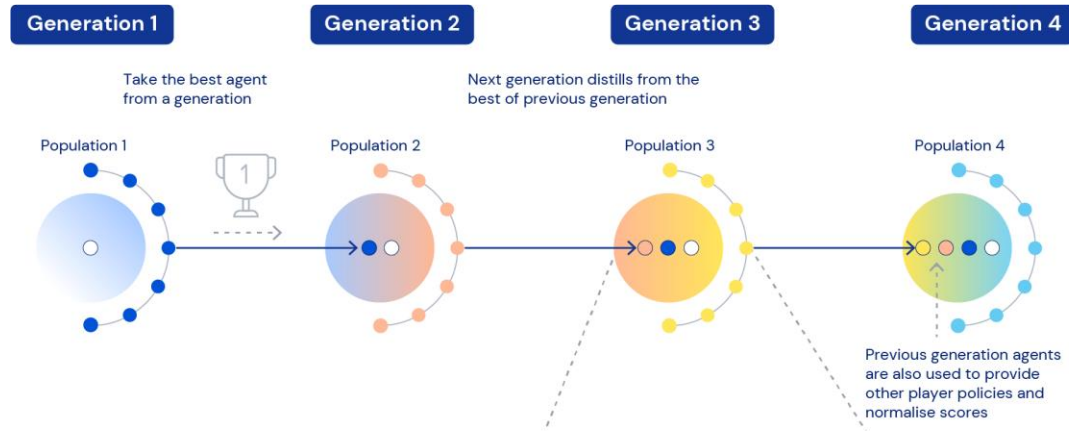 Generation 1
Generation 2
Generation 3
Generation 4
Take the best agent
from a generation
Next generation distills from the
best of previous generation
Population 1
Population 2
Population 3
Population 4
1
Previous generation agents
are also used to provide
other player policies and
normalise scores